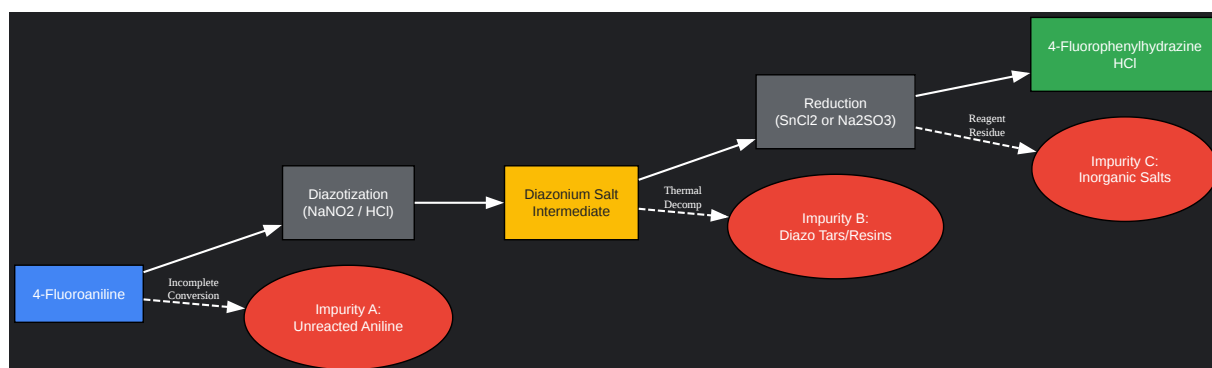 4-Fluoroaniline
Incomplete
Conversion
Impurity A:
Unreacted Aniline
Diazotization
(NaNO2 / HCl)
Diazonium Salt
Intermediate
Thermal
Decomp
Impurity B:
Diazo Tars/Resins
Reduction
(SnCl2 or Na2SO3)
Reagent
Residue
Impurity C:
Inorganic Salts
4-Fluorophenylhydrazine
HCl